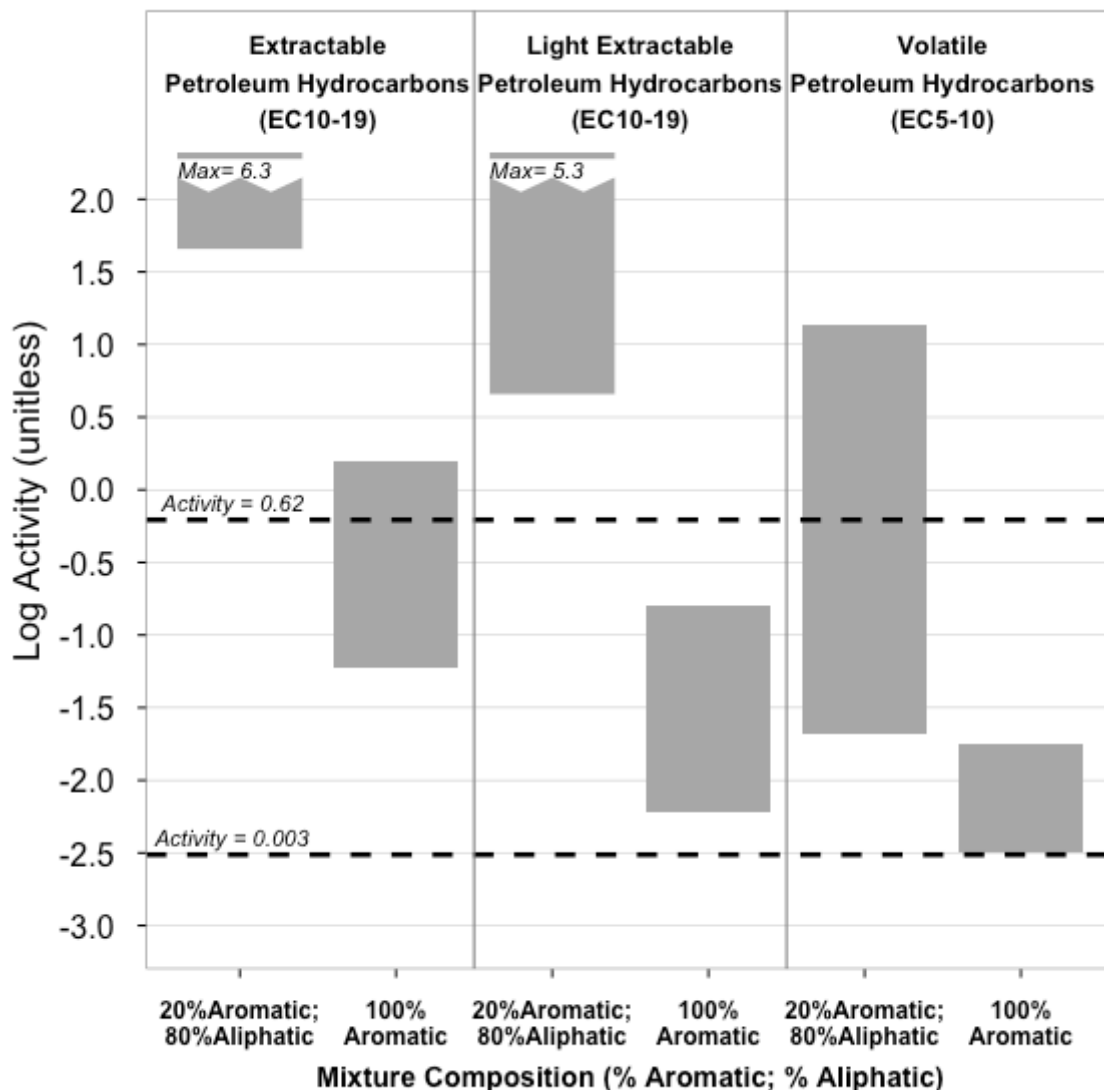 Extractable
Petroleum Hydrocarbons
(EC10-19)
Light Extractable
Petroleum Hydrocarbons
(EC10-19)
Volatile
Petroleum Hydrocarbons
(EC5-10)
Log Activity (unitless)
2.0
1.5
1.0
0.5
0.0
-0.5
-1.0
-1.5
-2.0
-2.5
-3.0
Max= 6.3
Max= 5.3
Activity = 0.62
Activity = 0.003
20%Aromatic;
80%Aliphatic
100%
Aromatic
20%Aromatic;
80%Aliphatic
100%
Aromatic
20%Aromatic;
80%Aliphatic
100%
Aromatic
Mixture Composition (% Aromatic; % Aliphatic)